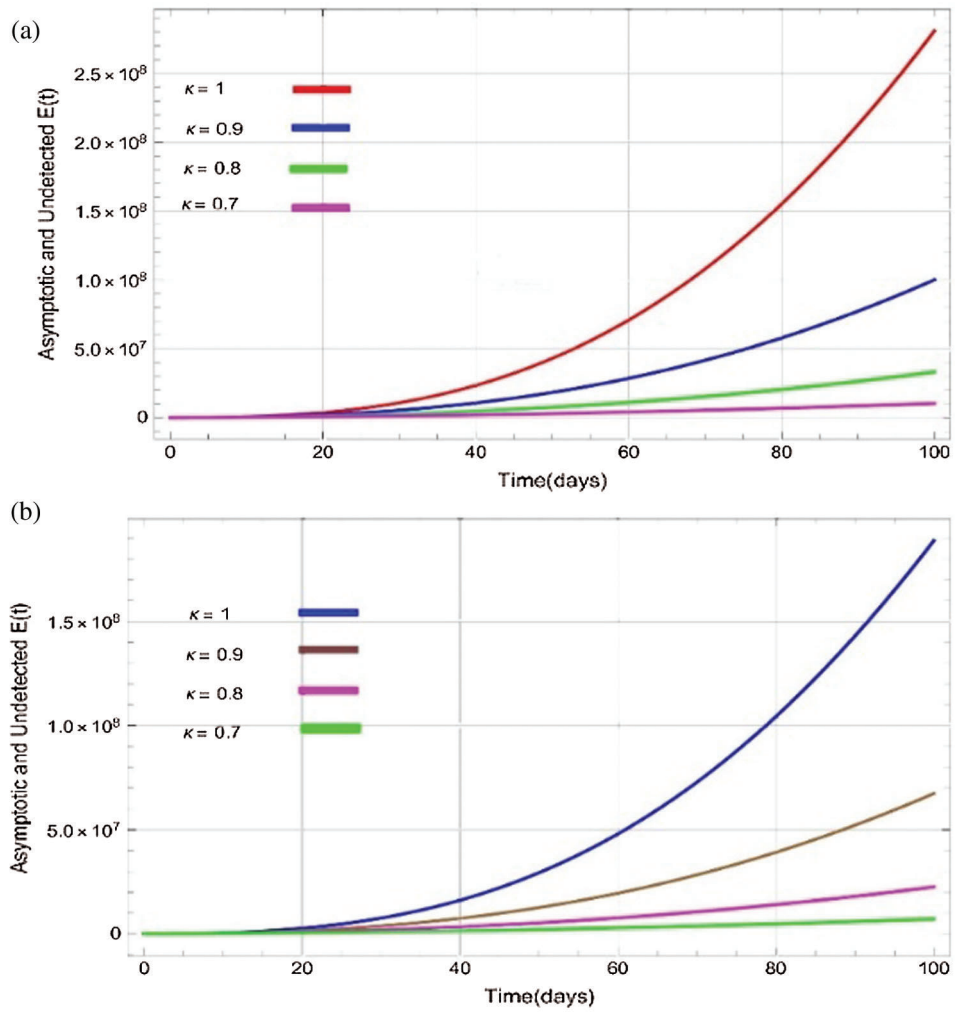 (a)
Asymptotic and Undetected E(t)
2.5 × 10⁸
2.0 × 10⁸
1.5 × 10⁸
1.0 × 10⁸
5.0 × 10⁷
0
κ = 1
κ = 0.9
κ = 0.8
κ = 0.7
0 20 40 60 80 100
Time(days)
(b)
Asymptotic and Undetected E(t)
1.5 × 10⁸
1.0 × 10⁸
5.0 × 10⁷
0
κ = 1
κ = 0.9
κ = 0.8
κ = 0.7
0 20 40 60 80 100
Time(days)